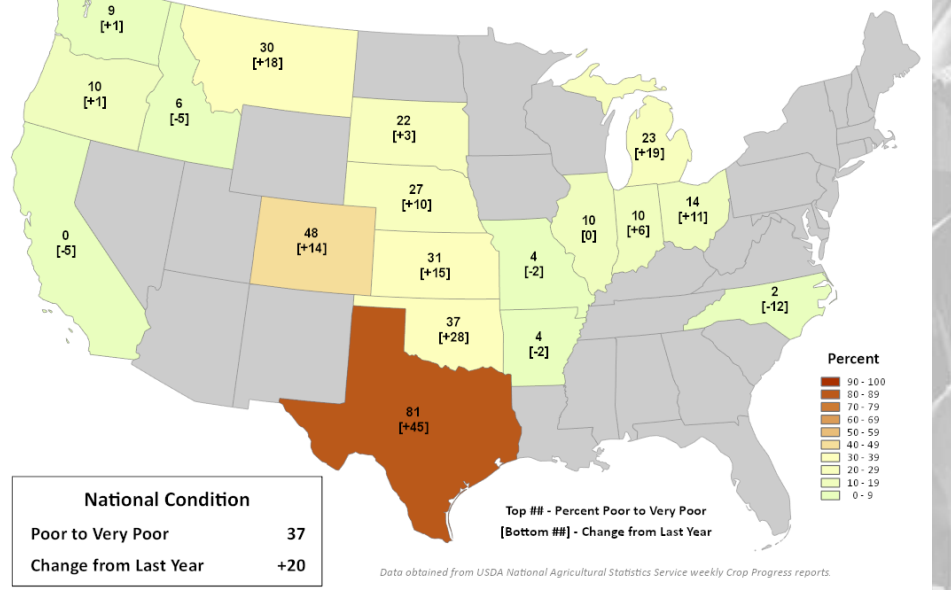 9
[+1]
30
[+18]
10
[+1]
6
[-5]
22
[+3]
23
[+19]
27
[+10]
14
[+11]
10
[0]
10
[+6]
0
[-5]
48
[+14]
31
[+15]
4
[-2]
2
[-12]
37
[+28]
4
[-2]
81
[+45]
Percent
90 - 100
80 - 89
70 - 79
60 - 69
50 - 59
40 - 49
30 - 39
20 - 29
10 - 19
0 - 9
National Condition
Poor to Very Poor 37
Change from Last Year +20
Top ## - Percent Poor to Very Poor
[Bottom ##] - Change from Last Year
Data obtained from USDA National Agricultural Statistics Service weekly Crop Progress reports.